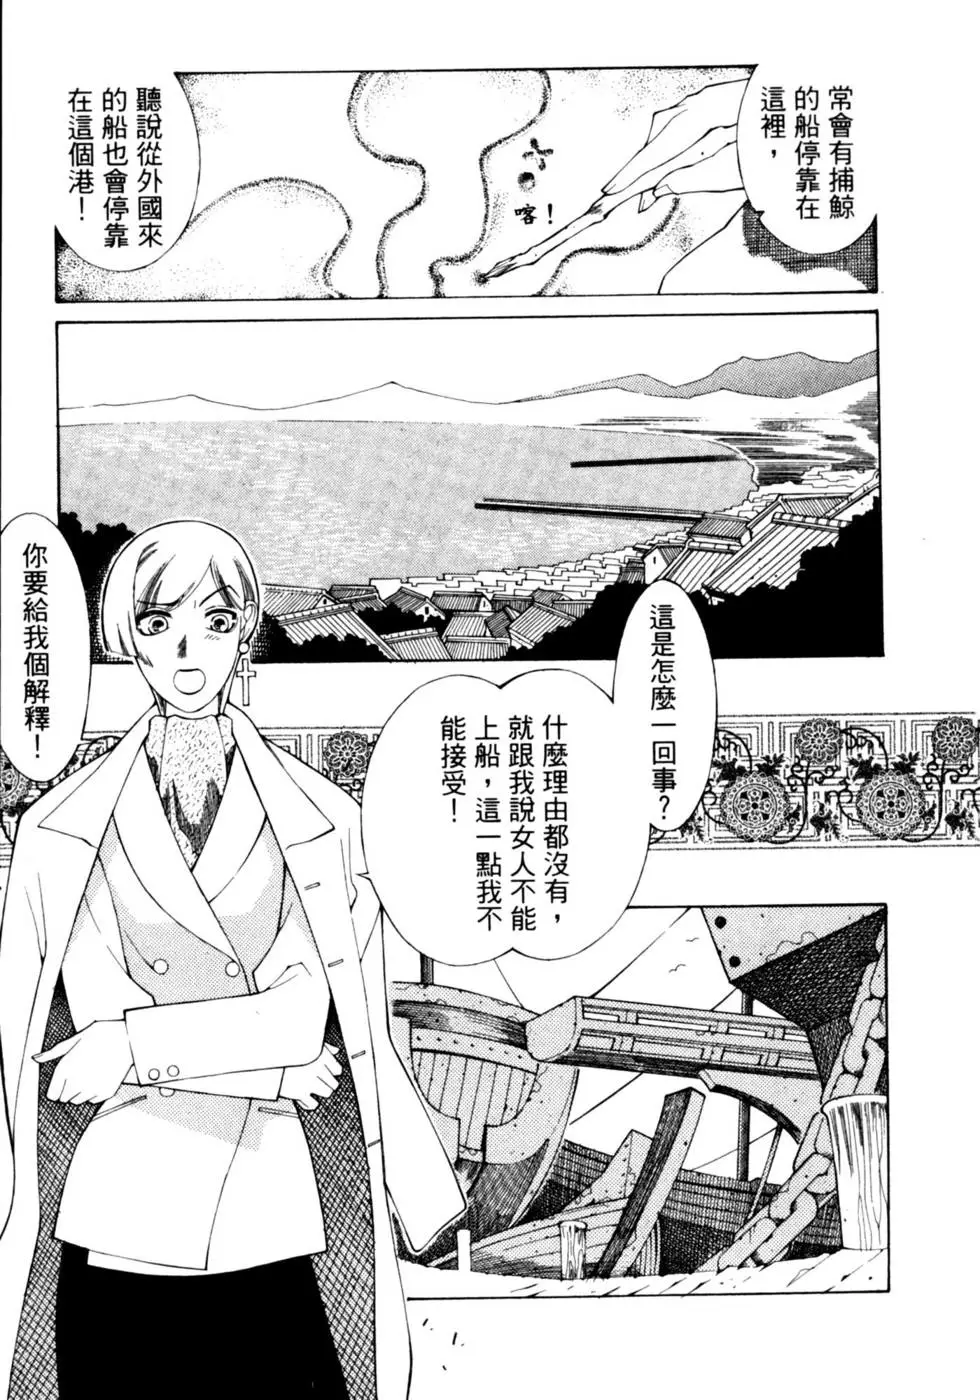 常會有捕鯨
的船停靠在
這裡，
喀！
聽說從外國來
的船也會停靠
在這個港！
這是怎麼一回事？
什麼理由都沒有，
就跟我說女人不能
上船，這一點我不
能接受！
你要給我個解釋！